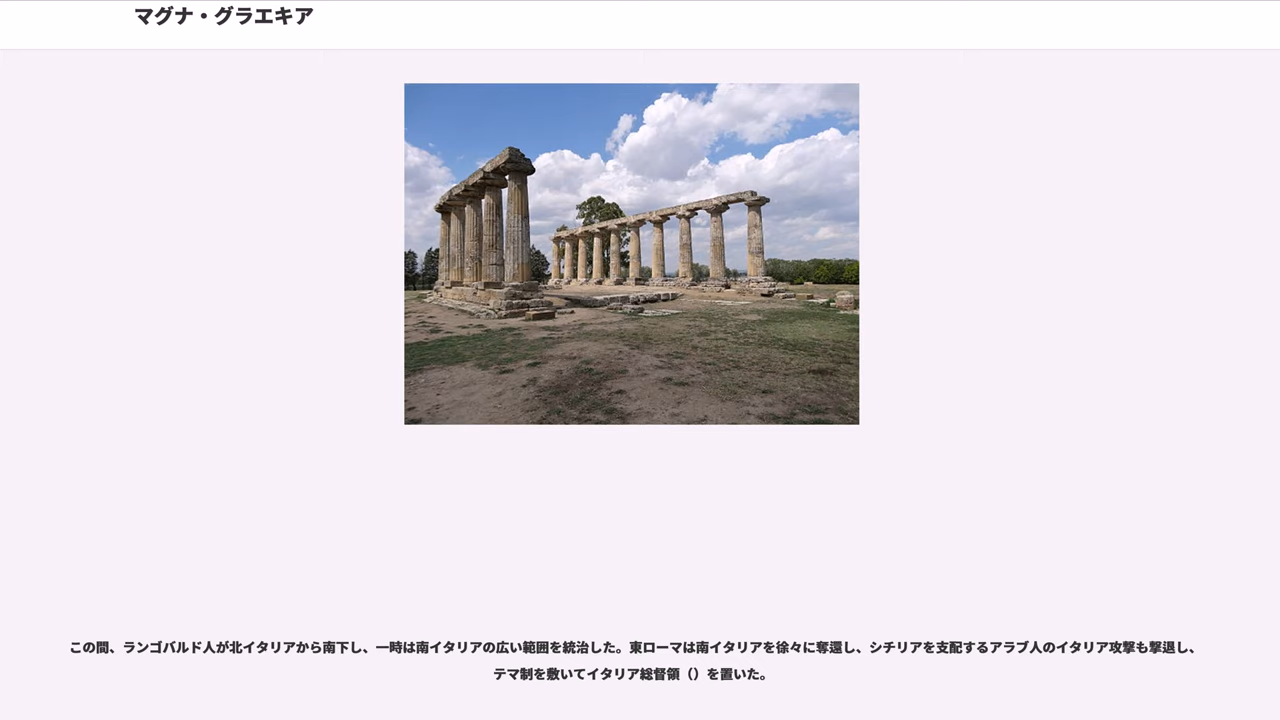 マグナ・グラエキア
この間、ランゴバルド人が北イタリアから南下し、一時は南イタリアの広い範囲を統治した。東ローマは南イタリアを徐々に奪還し、シチリアを支配するアラブ人のイタリア攻撃も撃退し、
テマ制を敷いてイタリア総督領（）を置いた。